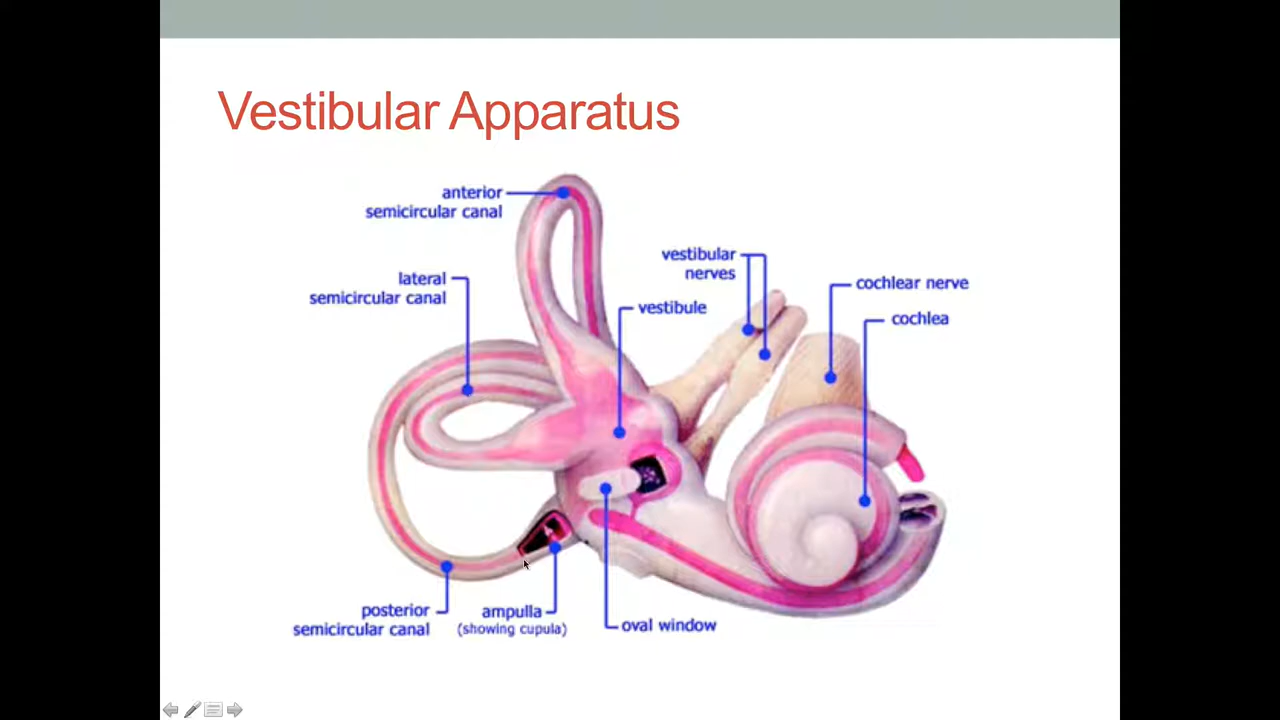 Vestibular Apparatus
anterior
semicircular canal
lateral
semicircular canal
vestibular
nerves
vestibule
cochlear nerve
cochlea
posterior
semicircular canal
ampulla
(showing cupula)
oval window